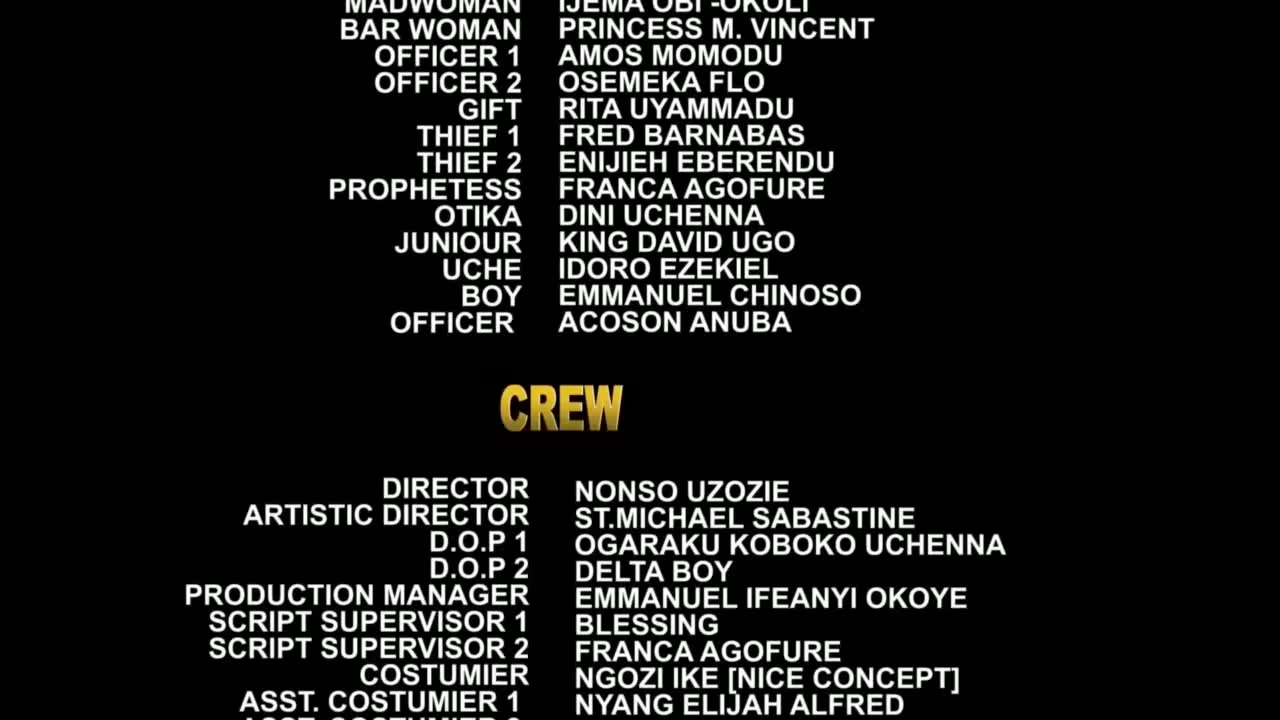 MADWOMAN IJEMA OBI -OKOLI
BAR WOMAN PRINCESS M. VINCENT
OFFICER 1 AMOS MOMODU
OFFICER 2 OSEMEKA FLO
GIFT RITA UYAMMADU
THIEF 1 FRED BARNABAS
THIEF 2 ENIJIEH EBERENDU
PROPHETESS FRANCA AGOFURE
OTIKA DINI UCHENNA
JUNIOUR KING DAVID UGO
UCHE IDORO EZEKIEL
BOY EMMANUEL CHINOSO
OFFICER ACOSON ANUBA
CREW
DIRECTOR NONSO UZOZIE
ARTISTIC DIRECTOR ST.MICHAEL SABASTINE
D.O.P 1 OGARAKU KOBOKO UCHENNA
D.O.P 2 DELTA BOY
PRODUCTION MANAGER EMMANUEL IFEANYI OKOYE
SCRIPT SUPERVISOR 1 BLESSING
SCRIPT SUPERVISOR 2 FRANCA AGOFURE
COSTUMIER NGOZI IKE [NICE CONCEPT]
ASST. COSTUMIER 1 NYANG ELIJAH ALFRED